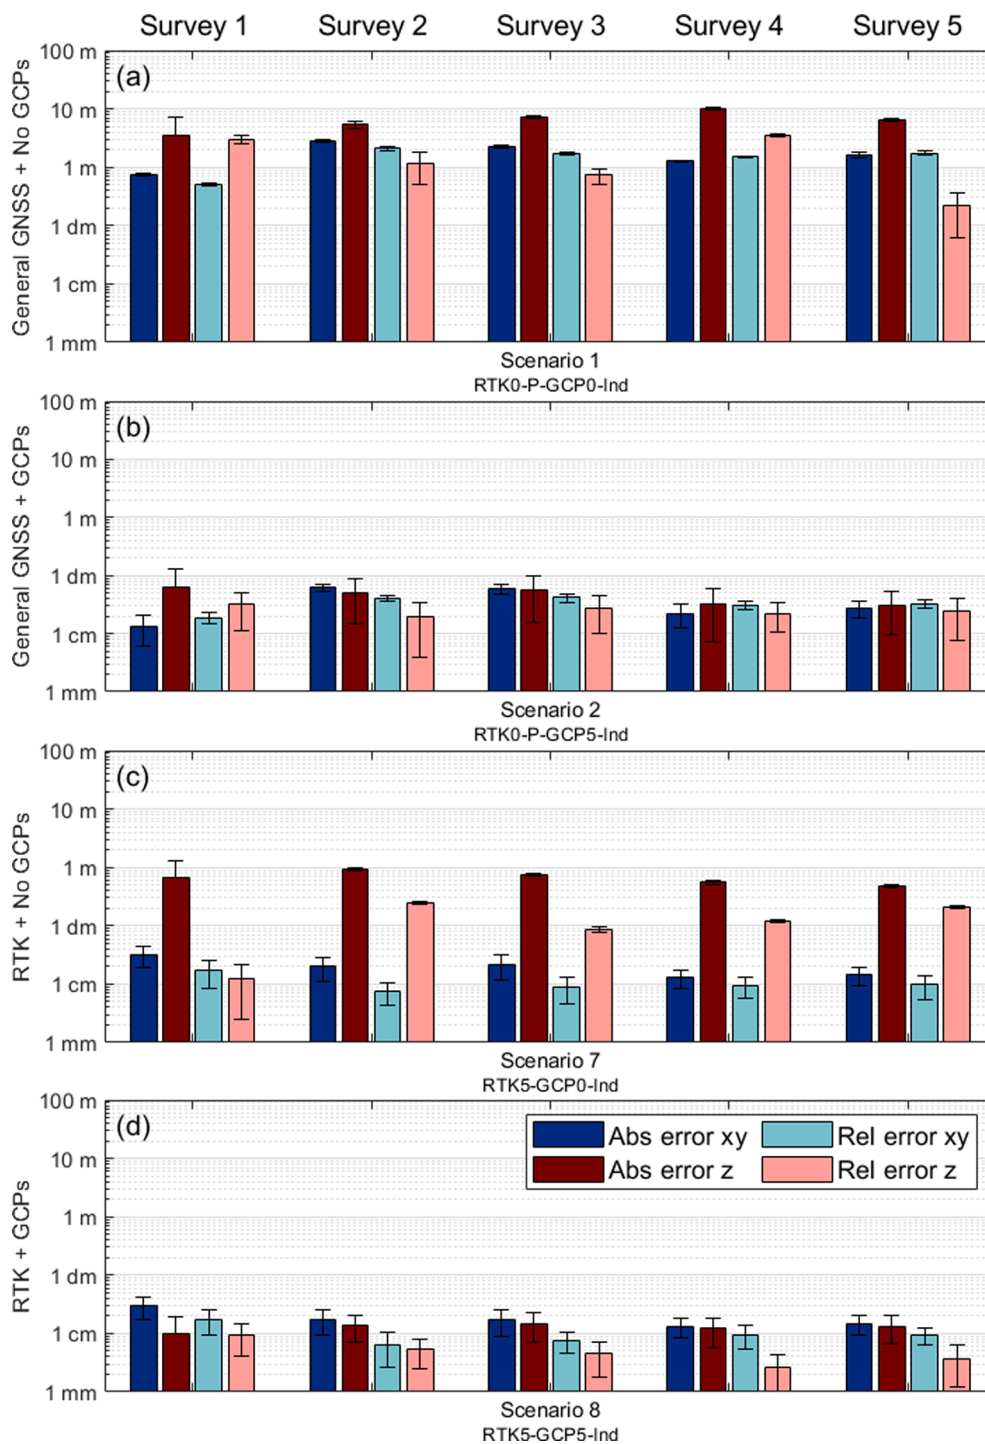 Survey 1 Survey 2 Survey 3 Survey 4 Survey 5
General GNSS + No GCPs
(a)
100 m
10 m
1 m
1 dm
1 cm
1 mm
Scenario 1
RTK0-P-GCP0-Ind
General GNSS + GCPs
(b)
100 m
10 m
1 m
1 dm
1 cm
1 mm
Scenario 2
RTK0-P-GCP5-Ind
RTK + No GCPs
(c)
100 m
10 m
1 m
1 dm
1 cm
1 mm
Scenario 7
RTK5-GCP0-Ind
RTK + GCPs
(d)
100 m
10 m
1 m
1 dm
1 cm
1 mm
Abs error xy Rel error xy
Abs error z Rel error z
Scenario 8
RTK5-GCP5-Ind